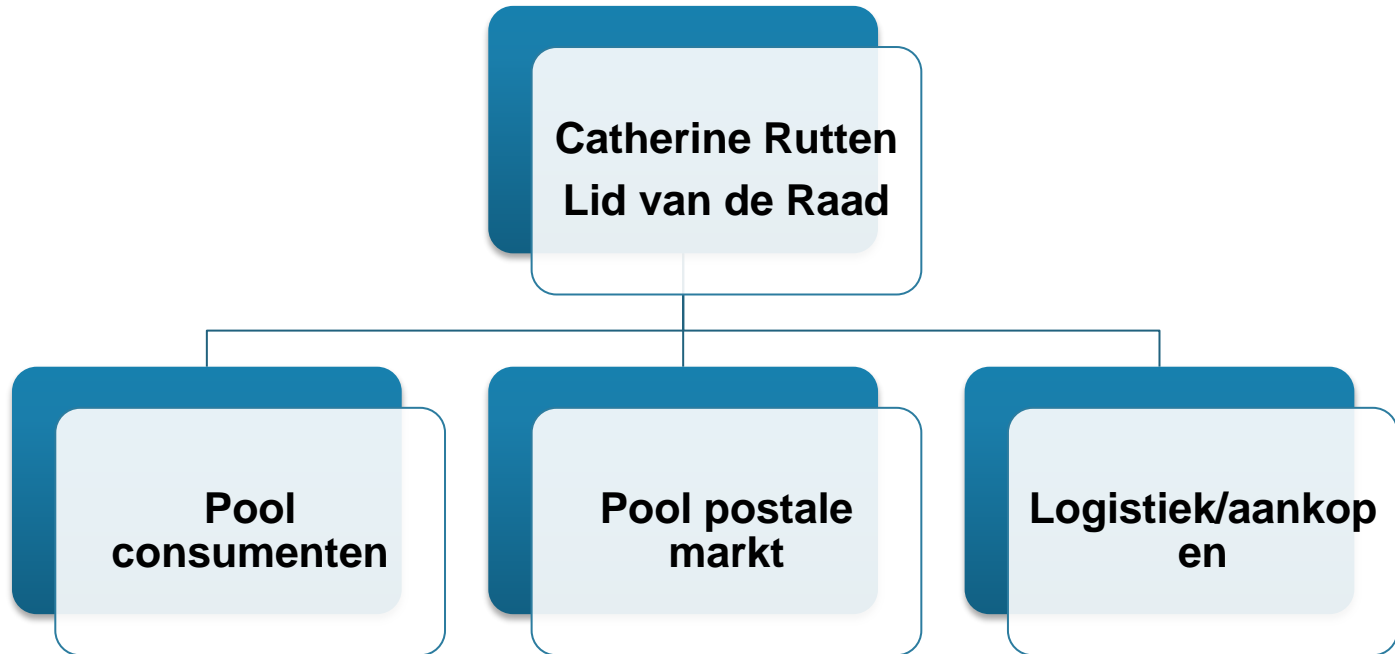 Catherine Rutten
Lid van de Raad
Pool
consumenten
Pool postale
markt
Logistiek/aankop
en